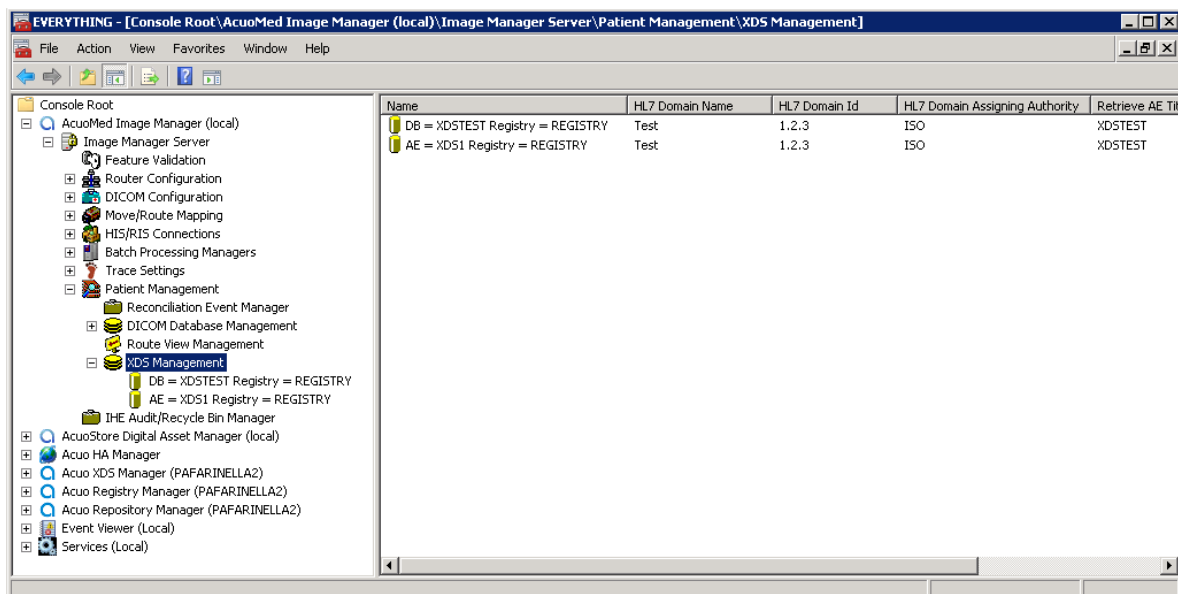 EVERYTHING - [Console Root\AcuoMed Image Manager (local)\Image Manager Server\Patient Management\XDS Management]
File Action View Favorites Window Help
Console Root
AcuoMed Image Manager (local)
Image Manager Server
Feature Validation
Router Configuration
DICOM Configuration
Move/Route Mapping
HIS/RIS Connections
Batch Processing Managers
Trace Settings
Patient Management
Reconciliation Event Manager
DICOM Database Management
Route View Management
XDS Management
DB = XDSTEST Registry = REGISTRY
AE = XDS1 Registry = REGISTRY
IHE Audit/Recycle Bin Manager
AcuoStore Digital Asset Manager (local)
Acuo HA Manager
Acuo XDS Manager (PAFARINELLA2)
Acuo Registry Manager (PAFARINELLA2)
Acuo Repository Manager (PAFARINELLA2)
Event Viewer (Local)
Services (Local)
Name HL7 Domain Name HL7 Domain Id HL7 Domain Assigning Authority Retrieve AE Tit
DB = XDSTEST Registry = REGISTRY Test 1.2.3 ISO XDSTEST
AE = XDS1 Registry = REGISTRY Test 1.2.3 ISO XDSTEST